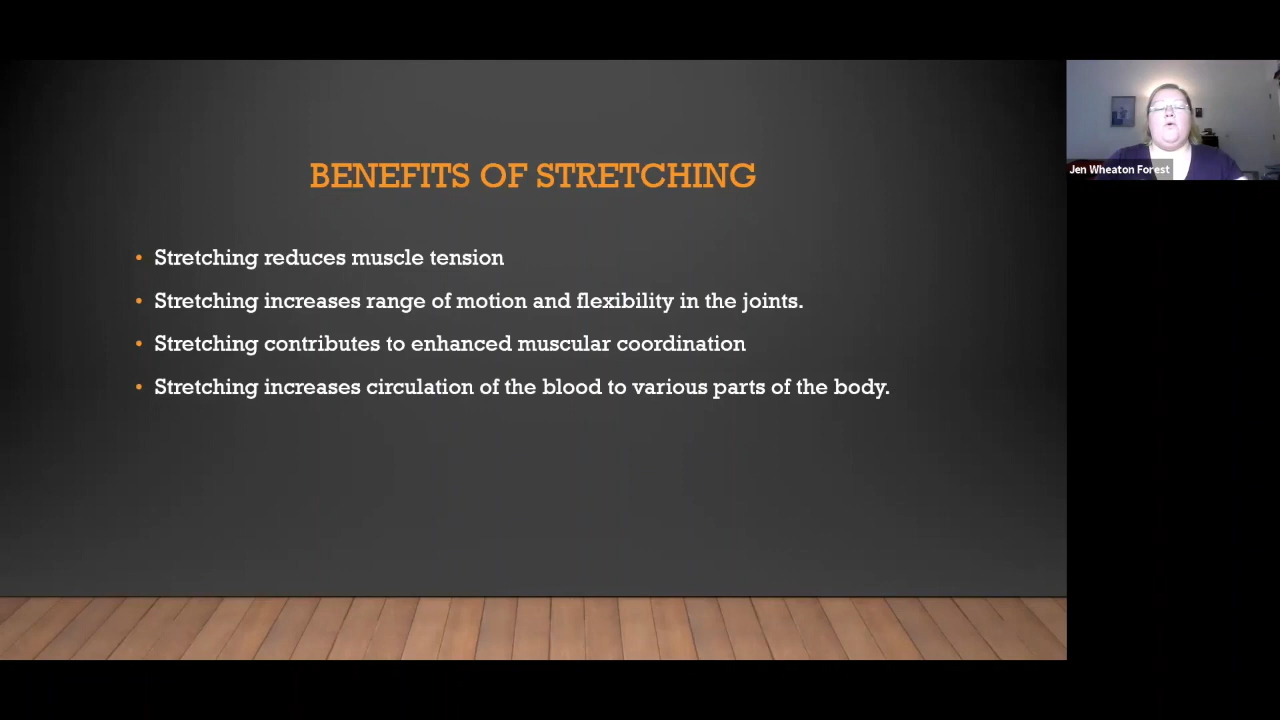 BENEFITS OF STRETCHING
• Stretching reduces muscle tension
• Stretching increases range of motion and flexibility in the joints.
• Stretching contributes to enhanced muscular coordination
• Stretching increases circulation of the blood to various parts of the body.
Jen Wheaton Forest